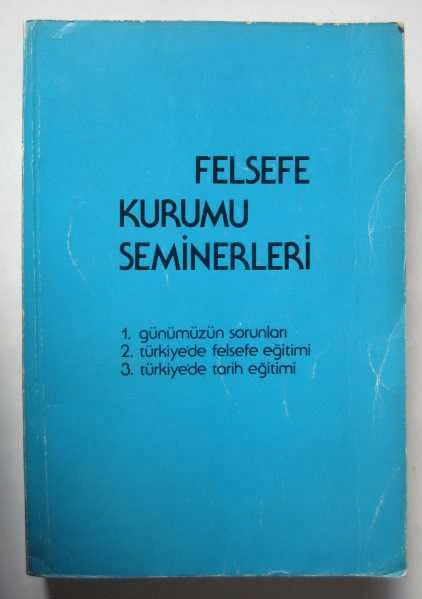 FELSEFE
KURUMU
SEMİNERLERİ
1. günümüzün sorunları
2. türkiye'de felsefe eğitimi
3. türkiye'de tarih eğitimi